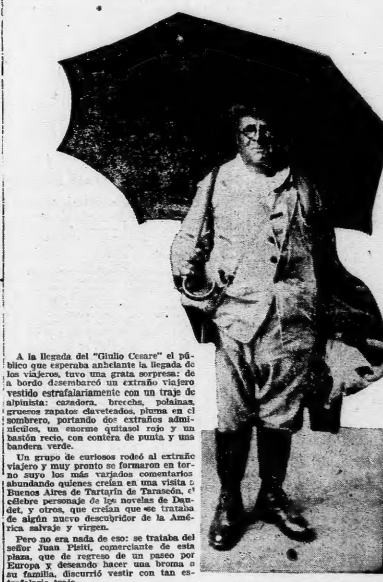 A la llegada del "Giulio Cesare" el pú-
blico que esperaba anhelante la llegada de
los viajeros, tuvo una grata sorpresa: de
a bordo desembarcó un extraño viajero
vestido estrafalariamente con un traje de
alpinista: cazadora, breechs, polainas,
gruesos zapatos claveteados, pluma en el
sombrero, portando dos extraños admi-
nículos, un enorme quitasol rojo y un
bastón recio, con contera de punta y una
bandera verde.
Un grupo de curiosos rodeó al extraño
viajero y muy pronto se formaron en tor-
no suyo los más variados comentarios
abundando quienes creían en una visita a
Buenos Aires de Tartarin de Tarascón, el
célebre personaje de las novelas de Dau-
det, y otros, que creían que se trataba
de algún nuevo descubridor de la Amé-
rica salvaje y virgen.
Pero no era nada de eso: se trataba del
señor Juan Pisiti, comerciante de esta
plaza, que de regreso de un paseo por
Europa y deseando hacer una broma a
su familia, discurrió vestir con tan es-